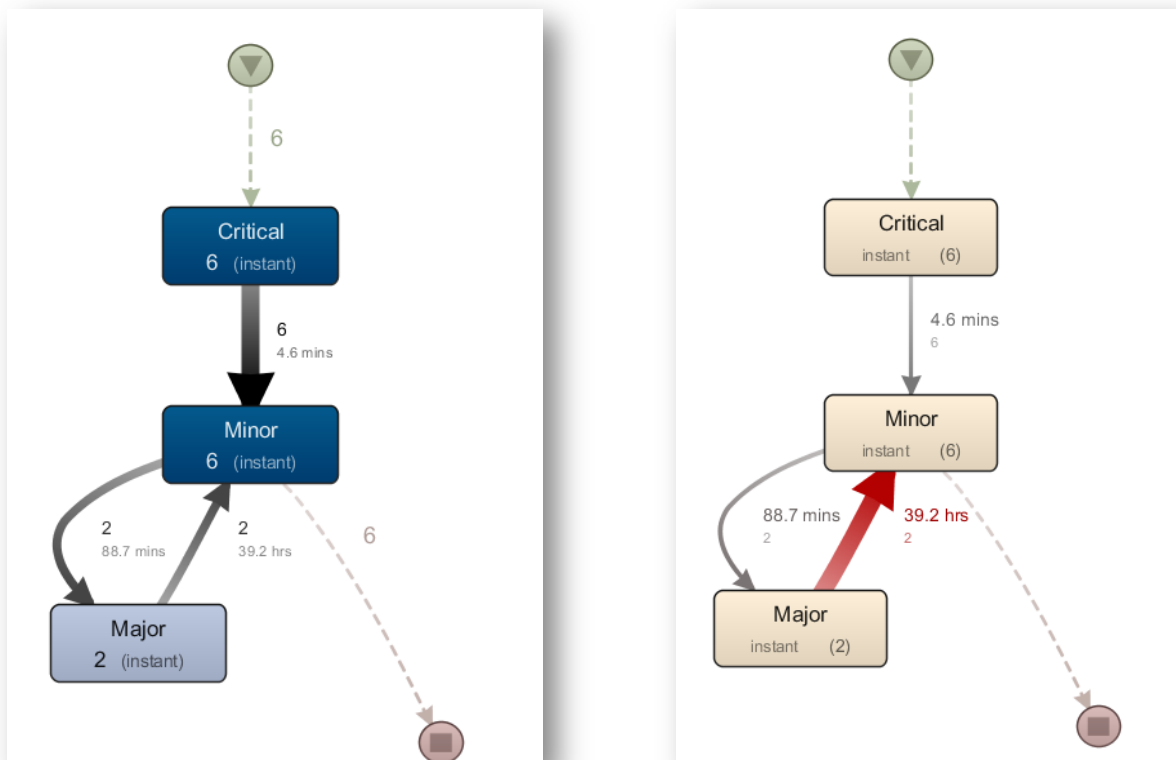 6
Critical
6 (instant)
6
4.6 mins
Minor
6 (instant)
2
88.7 mins
2
39.2 hrs
6
Major
2 (instant)
Critical
instant (6)
4.6 mins
6
Minor
instant (6)
88.7 mins
2
39.2 hrs
2
Major
instant (2)